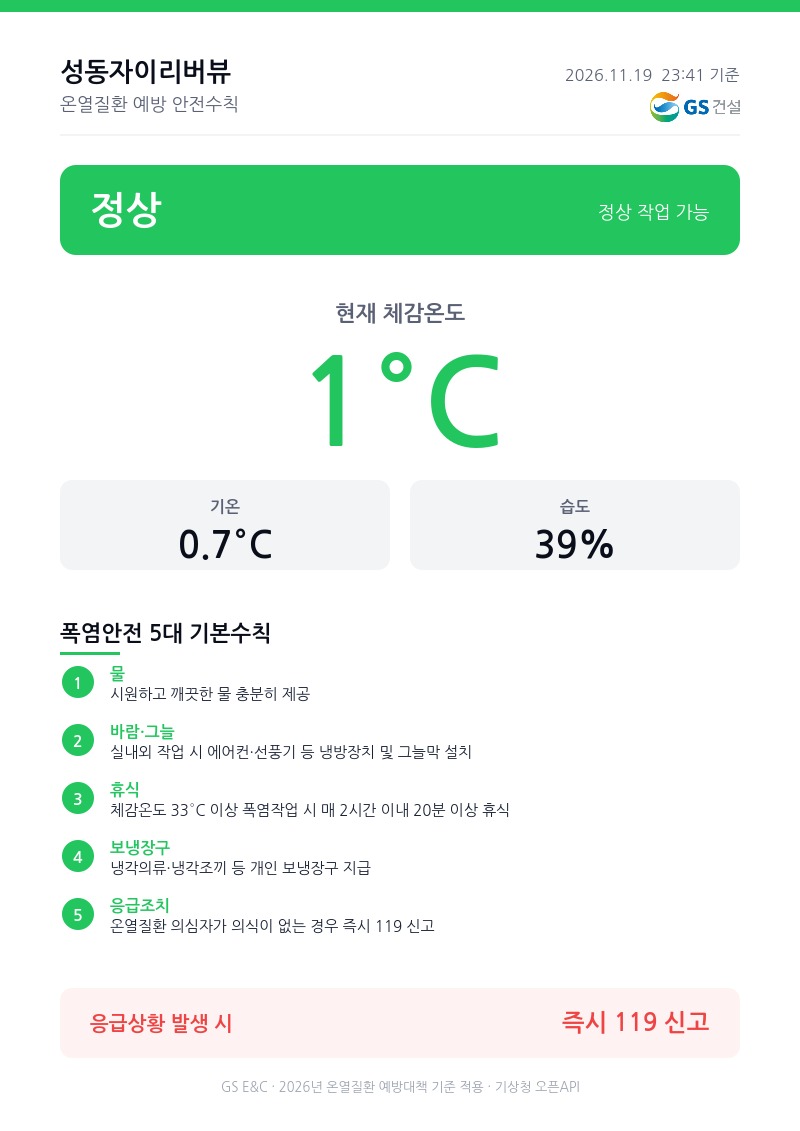 성동자이리버뷰
2026.11.19 23:41 기준
온열질환 예방 안전수칙
GS건설
정상
정상 작업 가능
현재 체감온도
1°C
기온
습도
0.7°C
39%
폭염안전 5대 기본수칙
1
물
시원하고 깨끗한 물 충분히 제공
2
바람·그늘
실내외 작업 시 에어컨·선풍기 등 냉방장치 및 그늘막 설치
3
휴식
체감온도 33°C 이상 폭염작업 시 매 2시간 이내 20분 이상 휴식
4
보냉장구
냉각의류·냉각조끼 등 개인 보냉장구 지급
5
응급조치
온열질환 의심자가 의식이 없는 경우 즉시 119 신고
응급상황 발생 시
즉시 119 신고
GS E&C · 2026년 온열질환 예방대책 기준 적용 · 기상청 오픈API